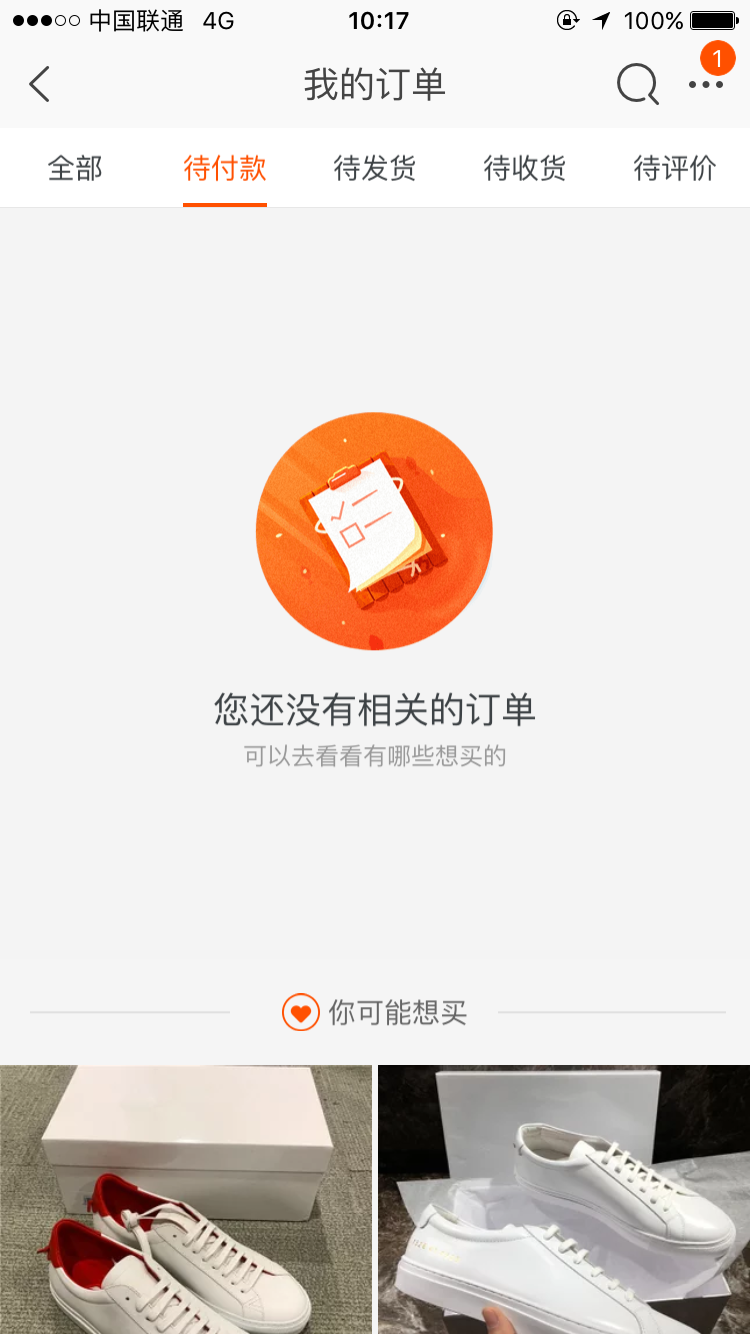 中国联通 4G 10:17 100%
我的订单 1
全部 待付款 待发货 待收货 待评价
您还没有相关的订单
可以去看看有哪些想买的
你可能想买